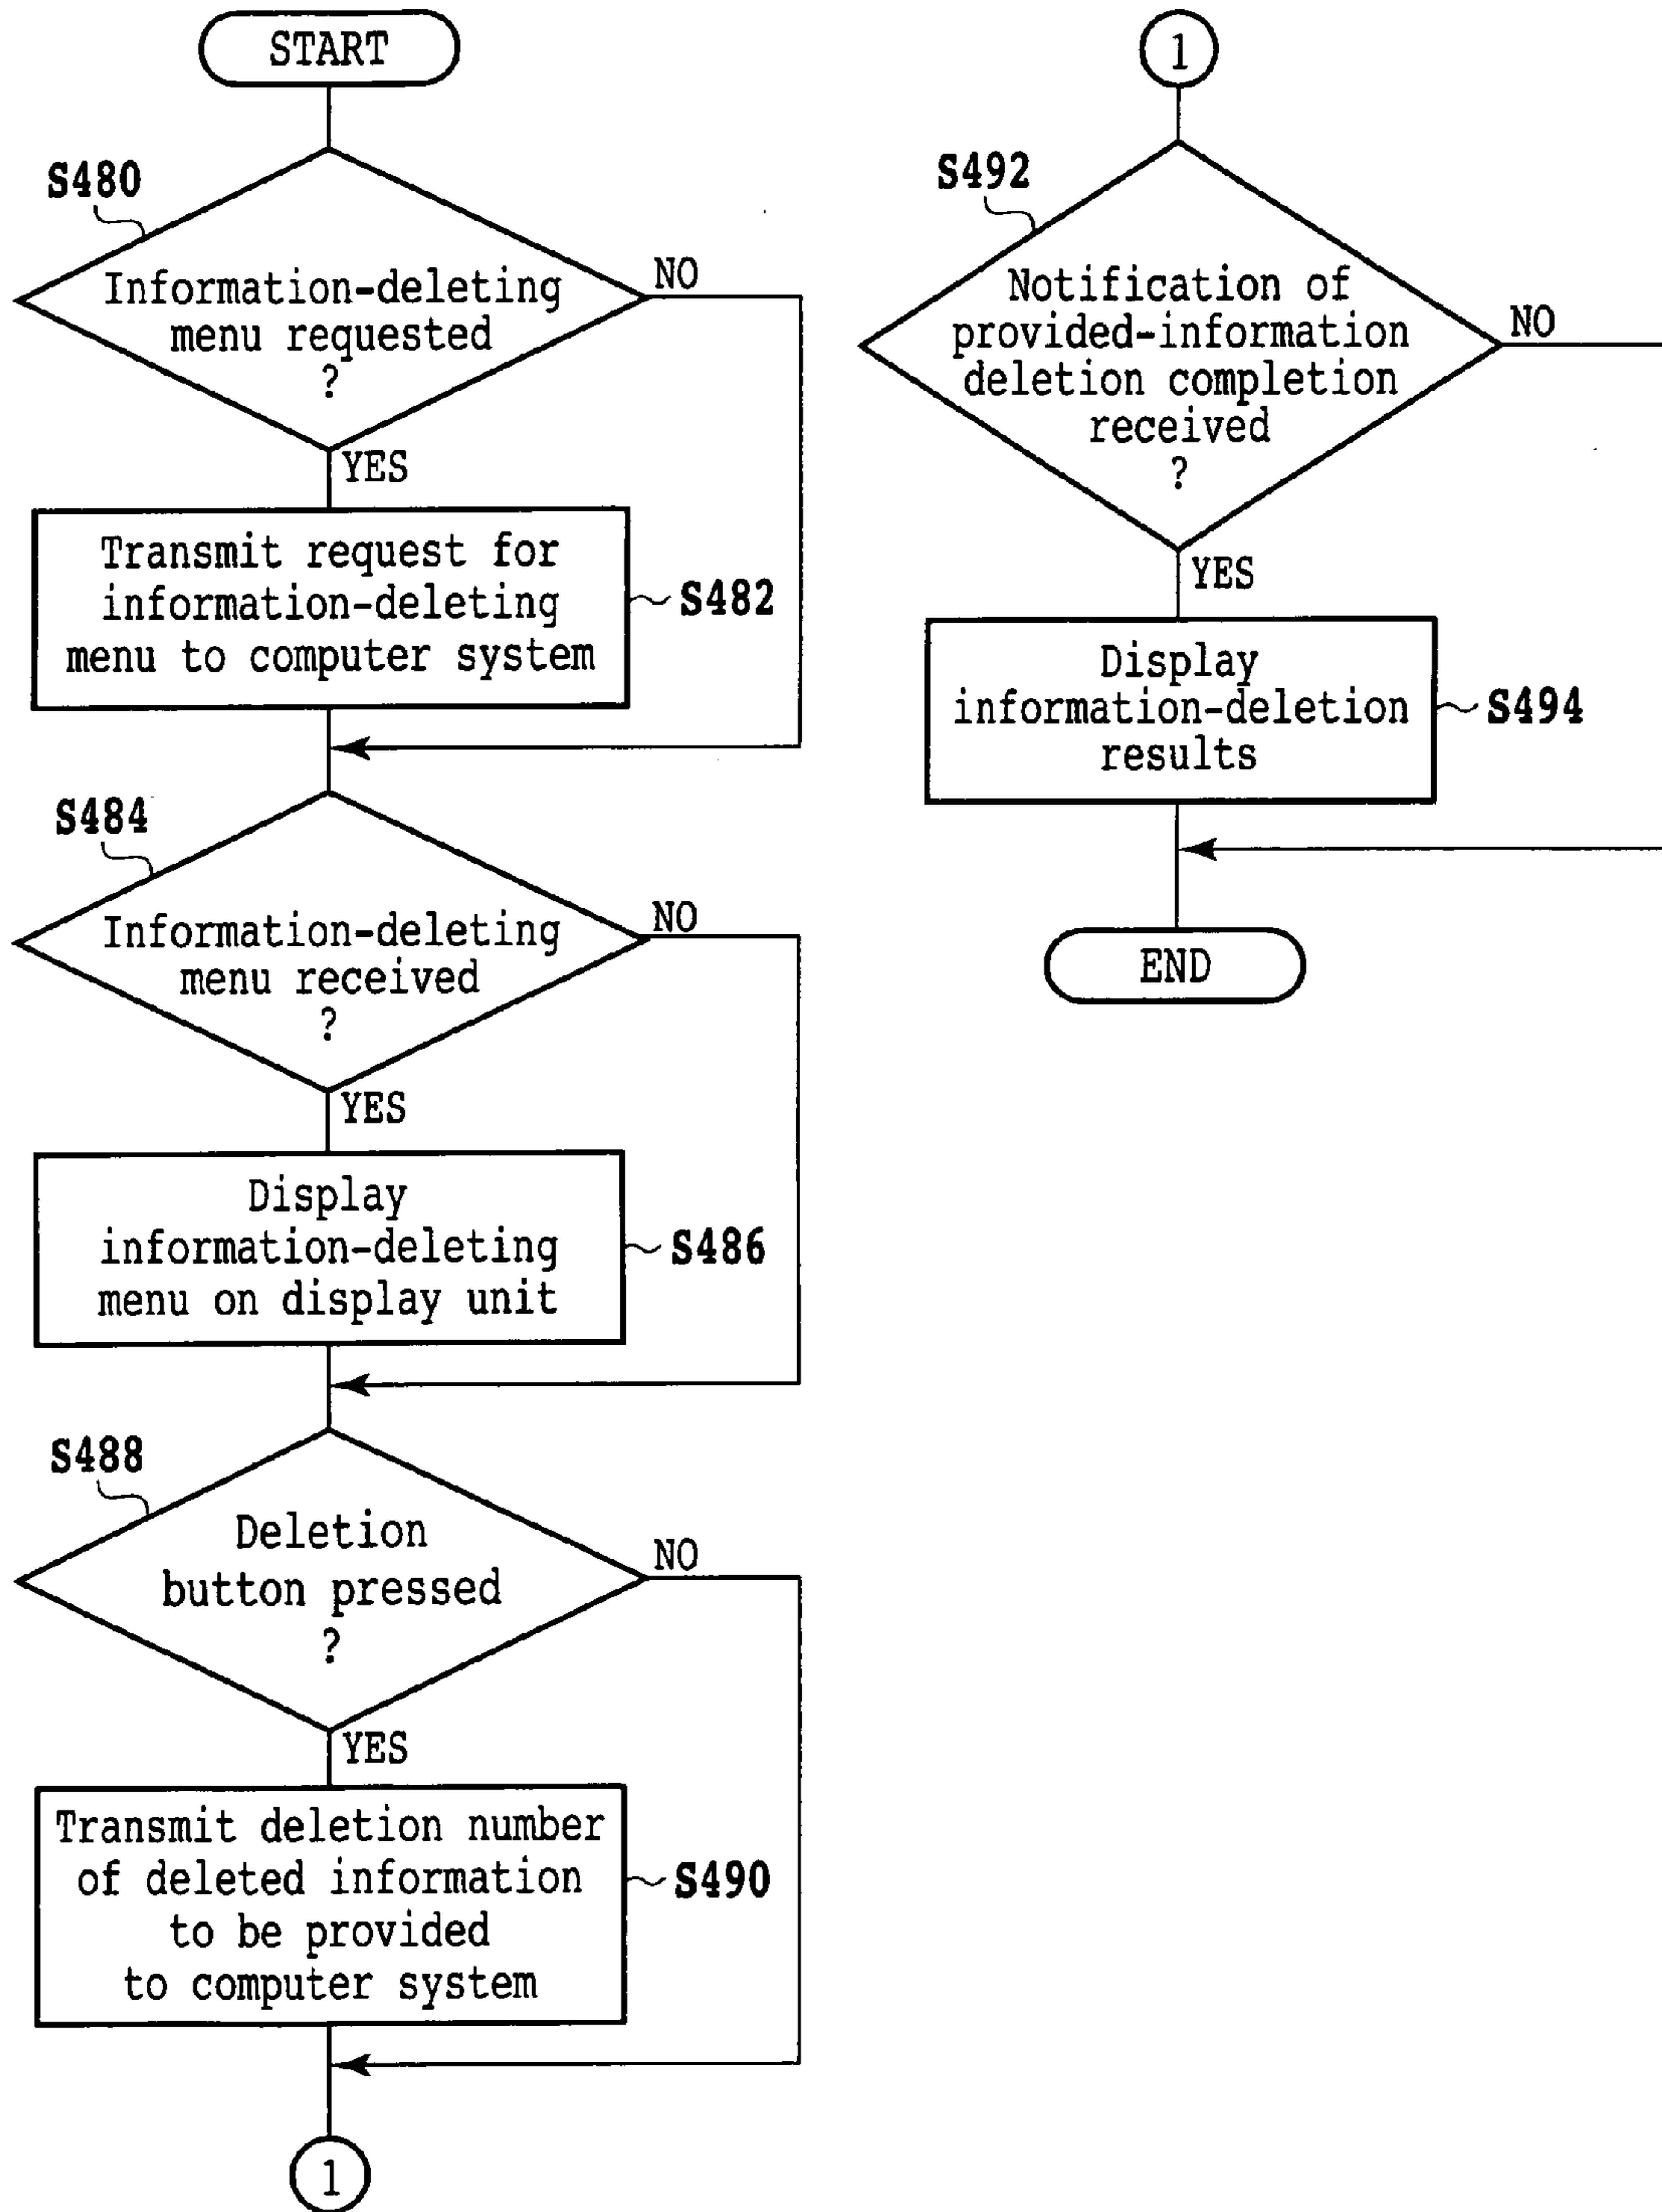 START
S480
Information-deleting
menu requested
?
NO
YES
Transmit request for
information-deleting
menu to computer system
S482
S484
Information-deleting
menu received
?
NO
YES
Display
information-deleting
menu on display unit
S486
S488
Deletion
button pressed
?
NO
YES
Transmit deletion number
of deleted information
to be provided
to computer system
S490
1
1
S492
Notification of
provided-information
deletion completion
received
?
NO
YES
Display
information-deletion
results
S494
END